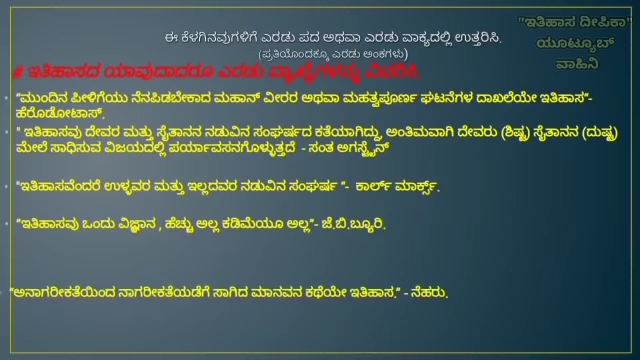 "ಇತಿಹಾಸ ದೀಪಿಕಾ"
ಯೂಟ್ಯೂಬ್
ವಾಹಿನಿ
ಈ ಕೆಳಗಿನವುಗಳಿಗೆ ಎರಡು ಪದ ಅಥವಾ ಎರಡು ವಾಕ್ಯದಲ್ಲಿ ಉತ್ತರಿಸಿ.
(ಪ್ರತಿಯೊಂದಕ್ಕೂ ಎರಡು ಅಂಕಗಳು)
# ಇತಿಹಾಸದ ಯಾವುದಾದರೂ ಎರಡು ವ್ಯಾಖ್ಯೆಗಳನ್ನು ವಿವರಿಸಿ.
• "ಮುಂದಿನ ಪೀಳಿಗೆಯು ನೆನಪಿಡಬೇಕಾದ ಮಹಾನ್ ವೀರರ ಅಥವಾ ಮಹತ್ವಪೂರ್ಣ ಘಟನೆಗಳ ದಾಖಲೆಯೇ ಇತಿಹಾಸ"-
ಹೆರೊಡೋಟಾಸ್.
• " ಇತಿಹಾಸವು ದೇವರ ಮತ್ತು ಸೈತಾನನ ನಡುವಿನ ಸಂಘರ್ಷದ ಕತೆಯಾಗಿದ್ದು, ಅಂತಿಮವಾಗಿ ದೇವರು (ಶಿಷ್ಟ) ಸೈತಾನನ (ದುಷ್ಟ)
ಮೇಲೆ ಸಾಧಿಸುವ ವಿಜಯದಲ್ಲಿ ಪರ್ಯಾವಸನಗೊಳ್ಳುತ್ತದೆ - ಸಂತ ಅಗಸ್ಟೈನ್
• "ಇತಿಹಾಸವೆಂದರೆ ಉಳ್ಳವರ ಮತ್ತು ಇಲ್ಲದವರ ನಡುವಿನ ಸಂಘರ್ಷ "- ಕಾರ್ಲ್ ಮಾರ್ಕ್ಸ್.
• "ಇತಿಹಾಸವು ಒಂದು ವಿಜ್ಞಾನ , ಹೆಚ್ಚು ಅಲ್ಲ ಕಡಿಮೆಯೂ ಅಲ್ಲ"- ಜೆ.ಬಿ.ಬ್ಯೂರಿ.
"ಅನಾಗರೀಕತೆಯಿಂದ ನಾಗರೀಕತೆಯಡೆಗೆ ಸಾಗಿದ ಮಾನವನ ಕಥೆಯೇ ಇತಿಹಾಸ." - ನೆಹರು.